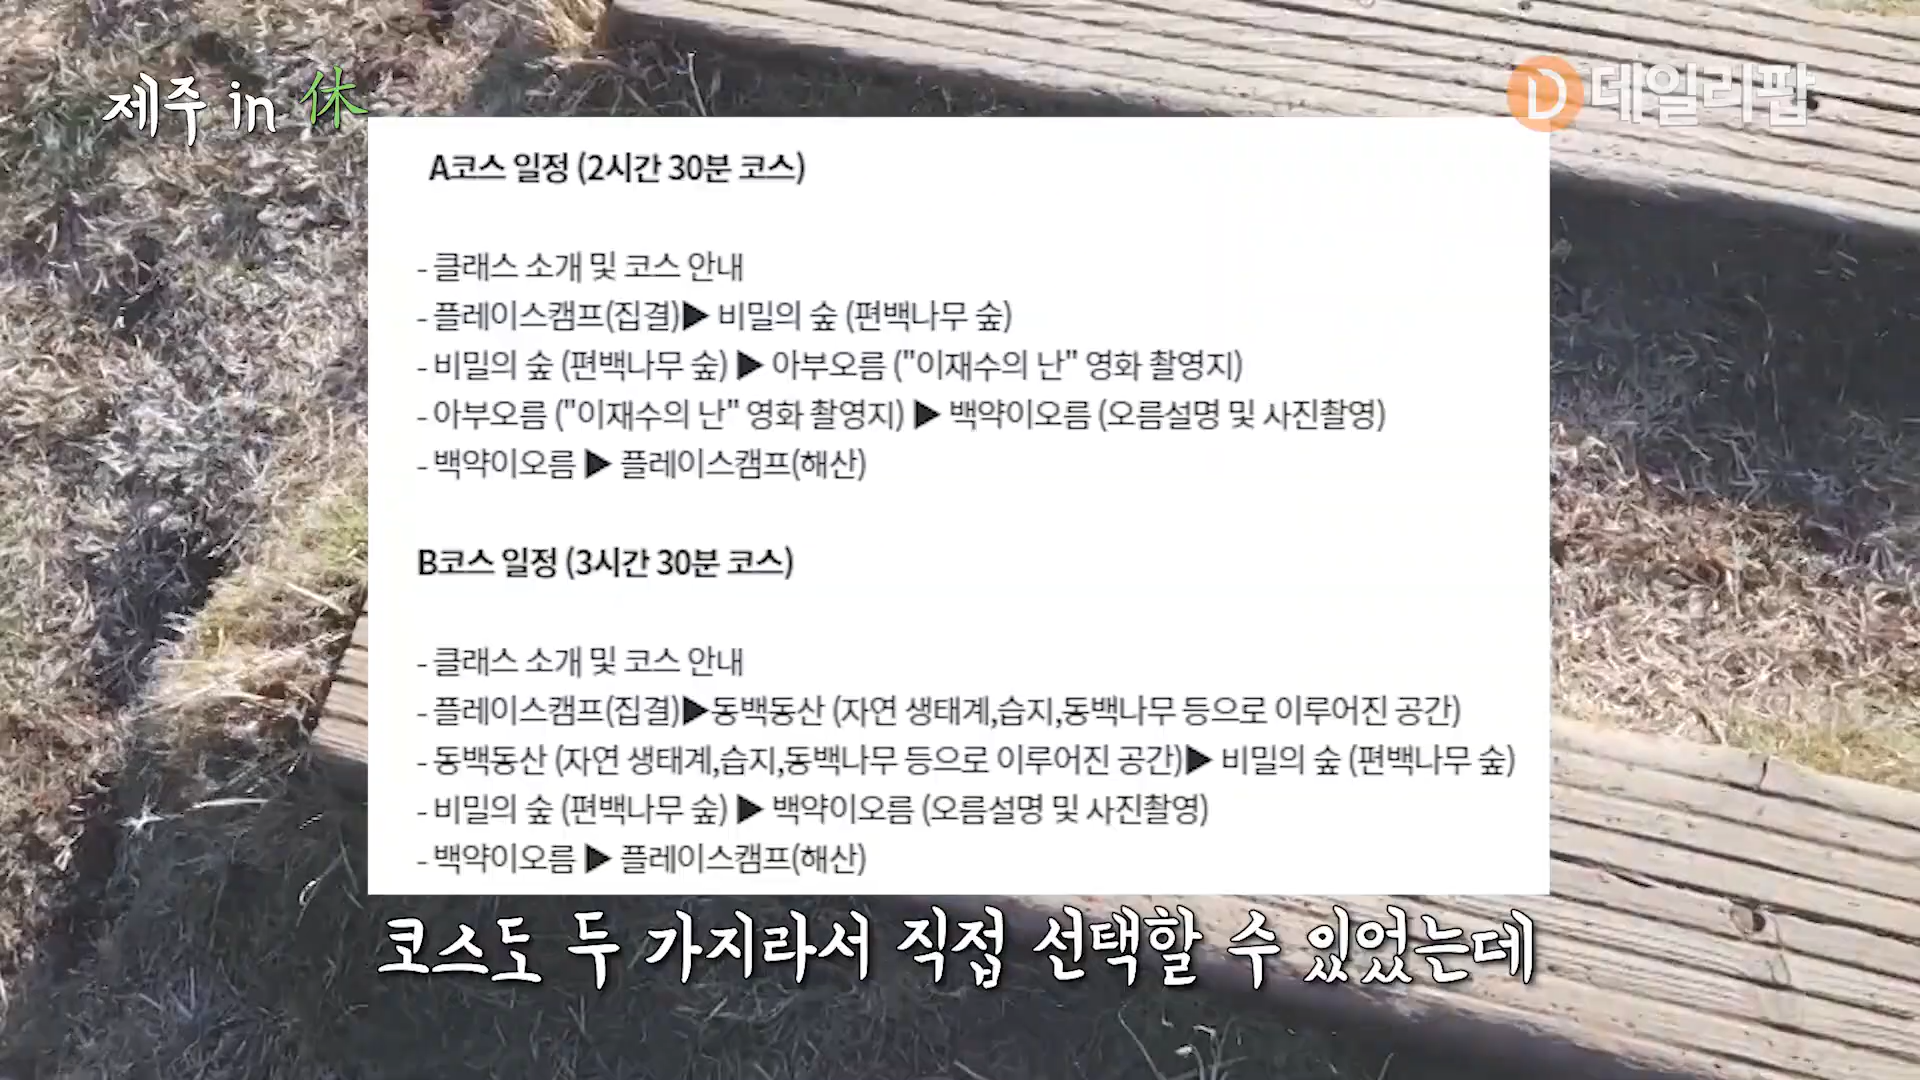 제주 in 休
D 데일리팝
A코스 일정 (2시간 30분 코스)
- 클래스 소개 및 코스 안내
- 플레이스캠프(집결)▶ 비밀의 숲 (편백나무 숲)
- 비밀의 숲 (편백나무 숲) ▶ 아부오름 ("이재수의 난" 영화 촬영지)
- 아부오름 ("이재수의 난" 영화 촬영지) ▶ 백약이오름 (오름설명 및 사진촬영)
- 백약이오름 ▶ 플레이스캠프(해산)
B코스 일정 (3시간 30분 코스)
- 클래스 소개 및 코스 안내
- 플레이스캠프(집결)▶동백동산 (자연 생태계,습지,동백나무 등으로 이루어진 공간)
- 동백동산 (자연 생태계,습지,동백나무 등으로 이루어진 공간)▶ 비밀의 숲 (편백나무 숲)
- 비밀의 숲 (편백나무 숲) ▶ 백약이오름 (오름설명 및 사진촬영)
- 백약이오름 ▶ 플레이스캠프(해산)
코스도 두 가지라서 직접 선택할 수 있었는데